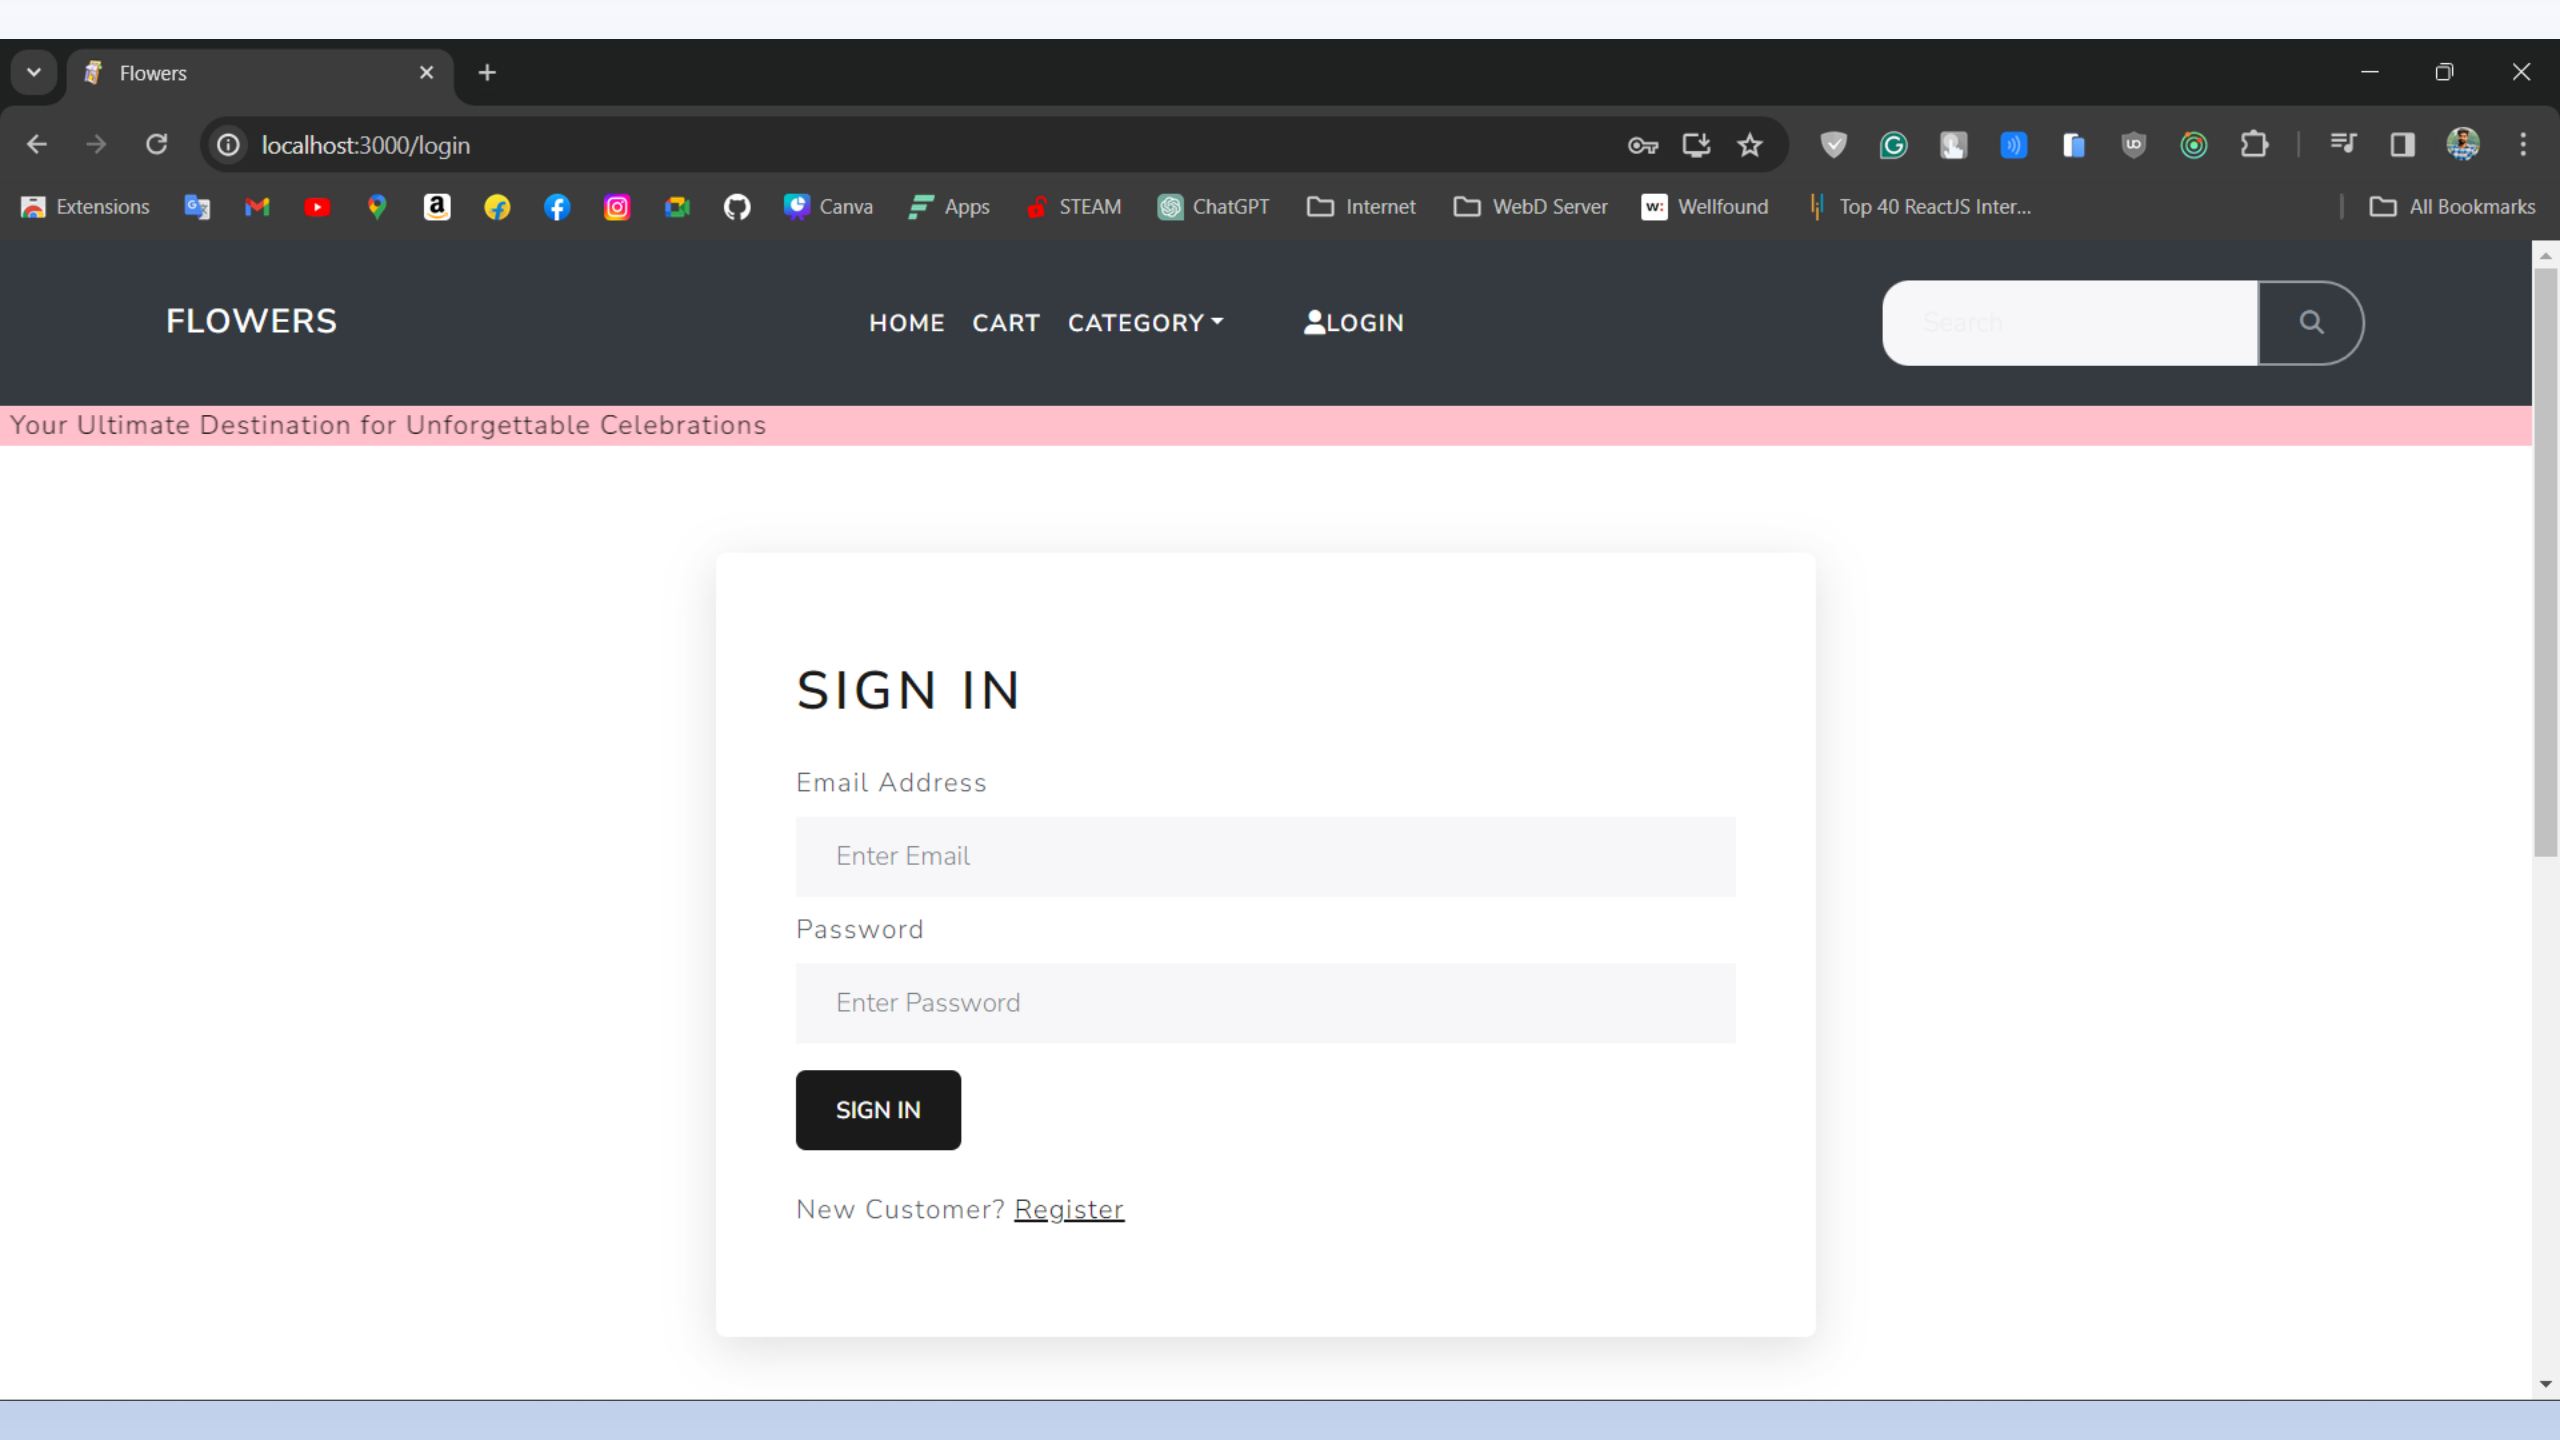 Flowers
localhost:3000/login
Extensions
Canva
Apps
STEAM
ChatGPT
Internet
WebD Server
w: Wellfound
Top 40 ReactJS Inter...
All Bookmarks
FLOWERS
HOME CART CATEGORY LOGIN
Search
Your Ultimate Destination for Unforgettable Celebrations
SIGN IN
Email Address
Enter Email
Password
Enter Password
SIGN IN
New Customer? Register